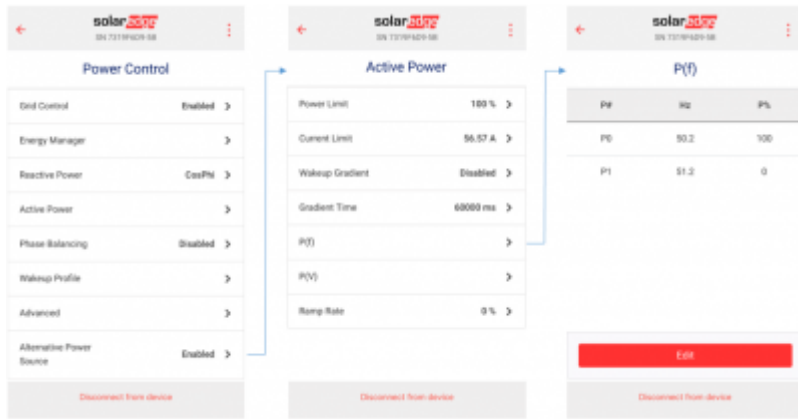 solaredge
SN 7319F6D9-5B
Power Control
Grid Control Enabled
Energy Manager
Reactive Power CosPhi
Active Power
Phase Balancing Disabled
Wakeup Profile
Advanced
Alternative Power
Source Enabled
Disconnect from device
solaredge
Active Power
Power Limit 100 %
Current Limit 56.57 A
Wakeup Gradient Disabled
Gradient Time 60000 ms
P(f)
P(V)
Ramp Rate 0 %
Disconnect from device
solaredge
P(f)
P# Hz P%
P0 50.2 100
P1 51.2 0
Edit
Disconnect from device